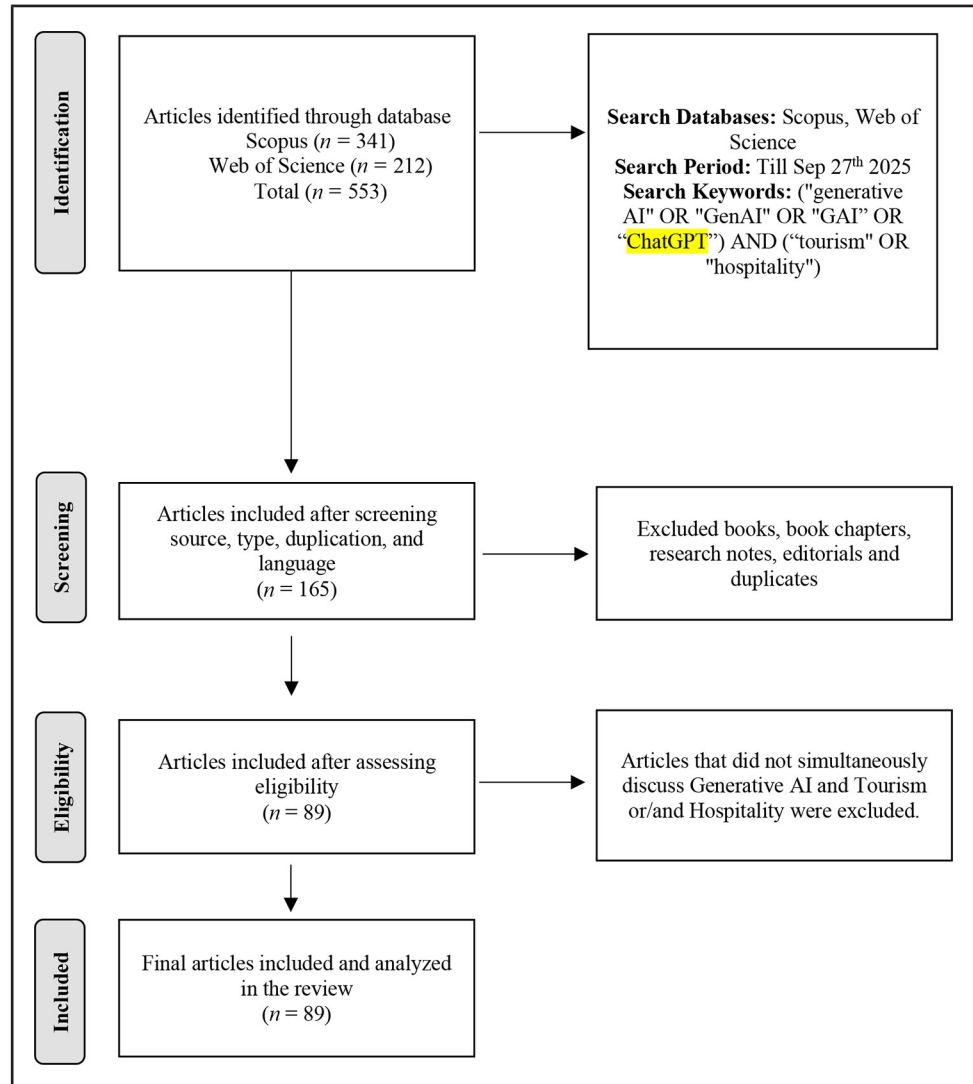 Identification
Articles identified through database
Scopus (n = 341)
Web of Science (n = 212)
Total (n = 553)
Search Databases: Scopus, Web of
Science
Search Period: Till Sep 27th 2025
Search Keywords: ("generative
AI" OR "GenAI" OR "GAI” OR
“ChatGPT”) AND (“tourism" OR
"hospitality")
Screening
Articles included after screening
source, type, duplication, and
language
(n = 165)
Excluded books, book chapters,
research notes, editorials and
duplicates
Eligibility
Articles included after assessing
eligibility
(n = 89)
Articles that did not simultaneously
discuss Generative AI and Tourism
or/and Hospitality were excluded.
Included
Final articles included and analyzed
in the review
(n = 89)